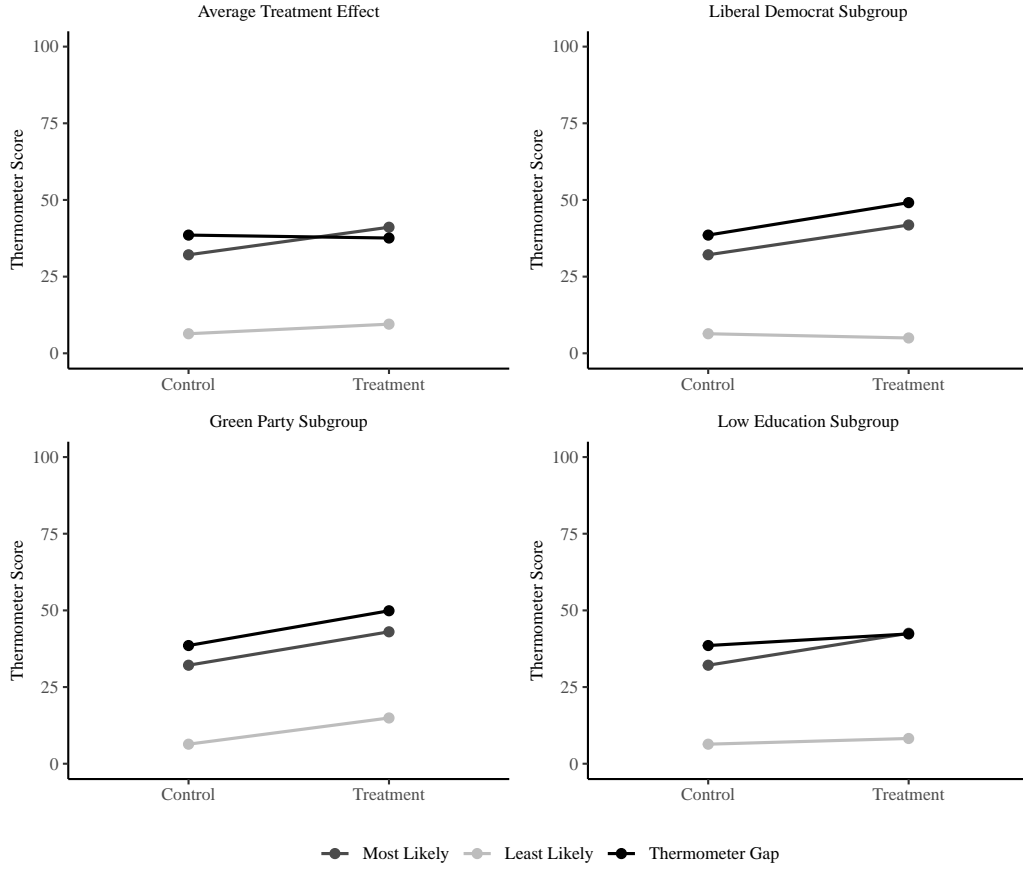 Average Treatment Effect
Thermometer Score
100
75
50
25
0
Control Treatment
Liberal Democrat Subgroup
Thermometer Score
100
75
50
25
0
Control Treatment
Green Party Subgroup
Thermometer Score
100
75
50
25
0
Control Treatment
Low Education Subgroup
Thermometer Score
100
75
50
25
0
Control Treatment
Most Likely Least Likely Thermometer Gap